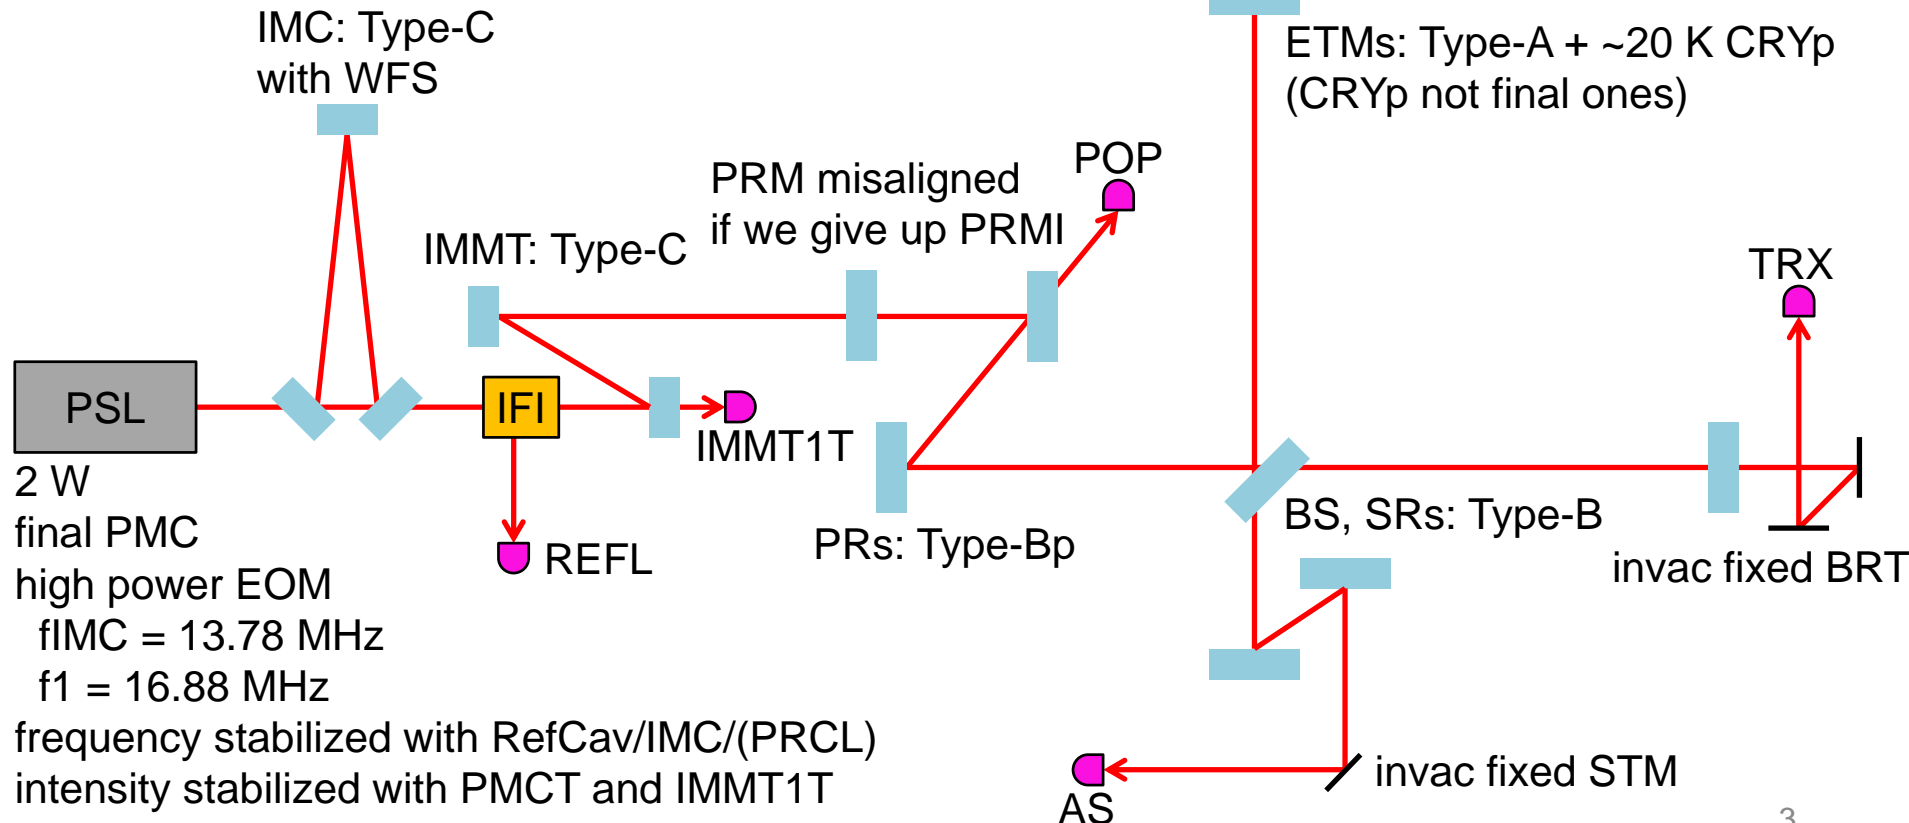 IMC: Type-C
with WFS
ETMs: Type-A + ~20 K CRYp
(CRYp not final ones)
POP
PRM misaligned
if we give up PRMI
IMMT: Type-C
TRX
PSL
IFI
IMMT1T
2 W
final PMC
high power EOM
fIMC = 13.78 MHz
f1 = 16.88 MHz
frequency stabilized with RefCav/IMC/(PRCL)
intensity stabilized with PMCT and IMMT1T
REFL
PRs: Type-Bp
BS, SRs: Type-B
invac fixed BRT
invac fixed STM
AS
3